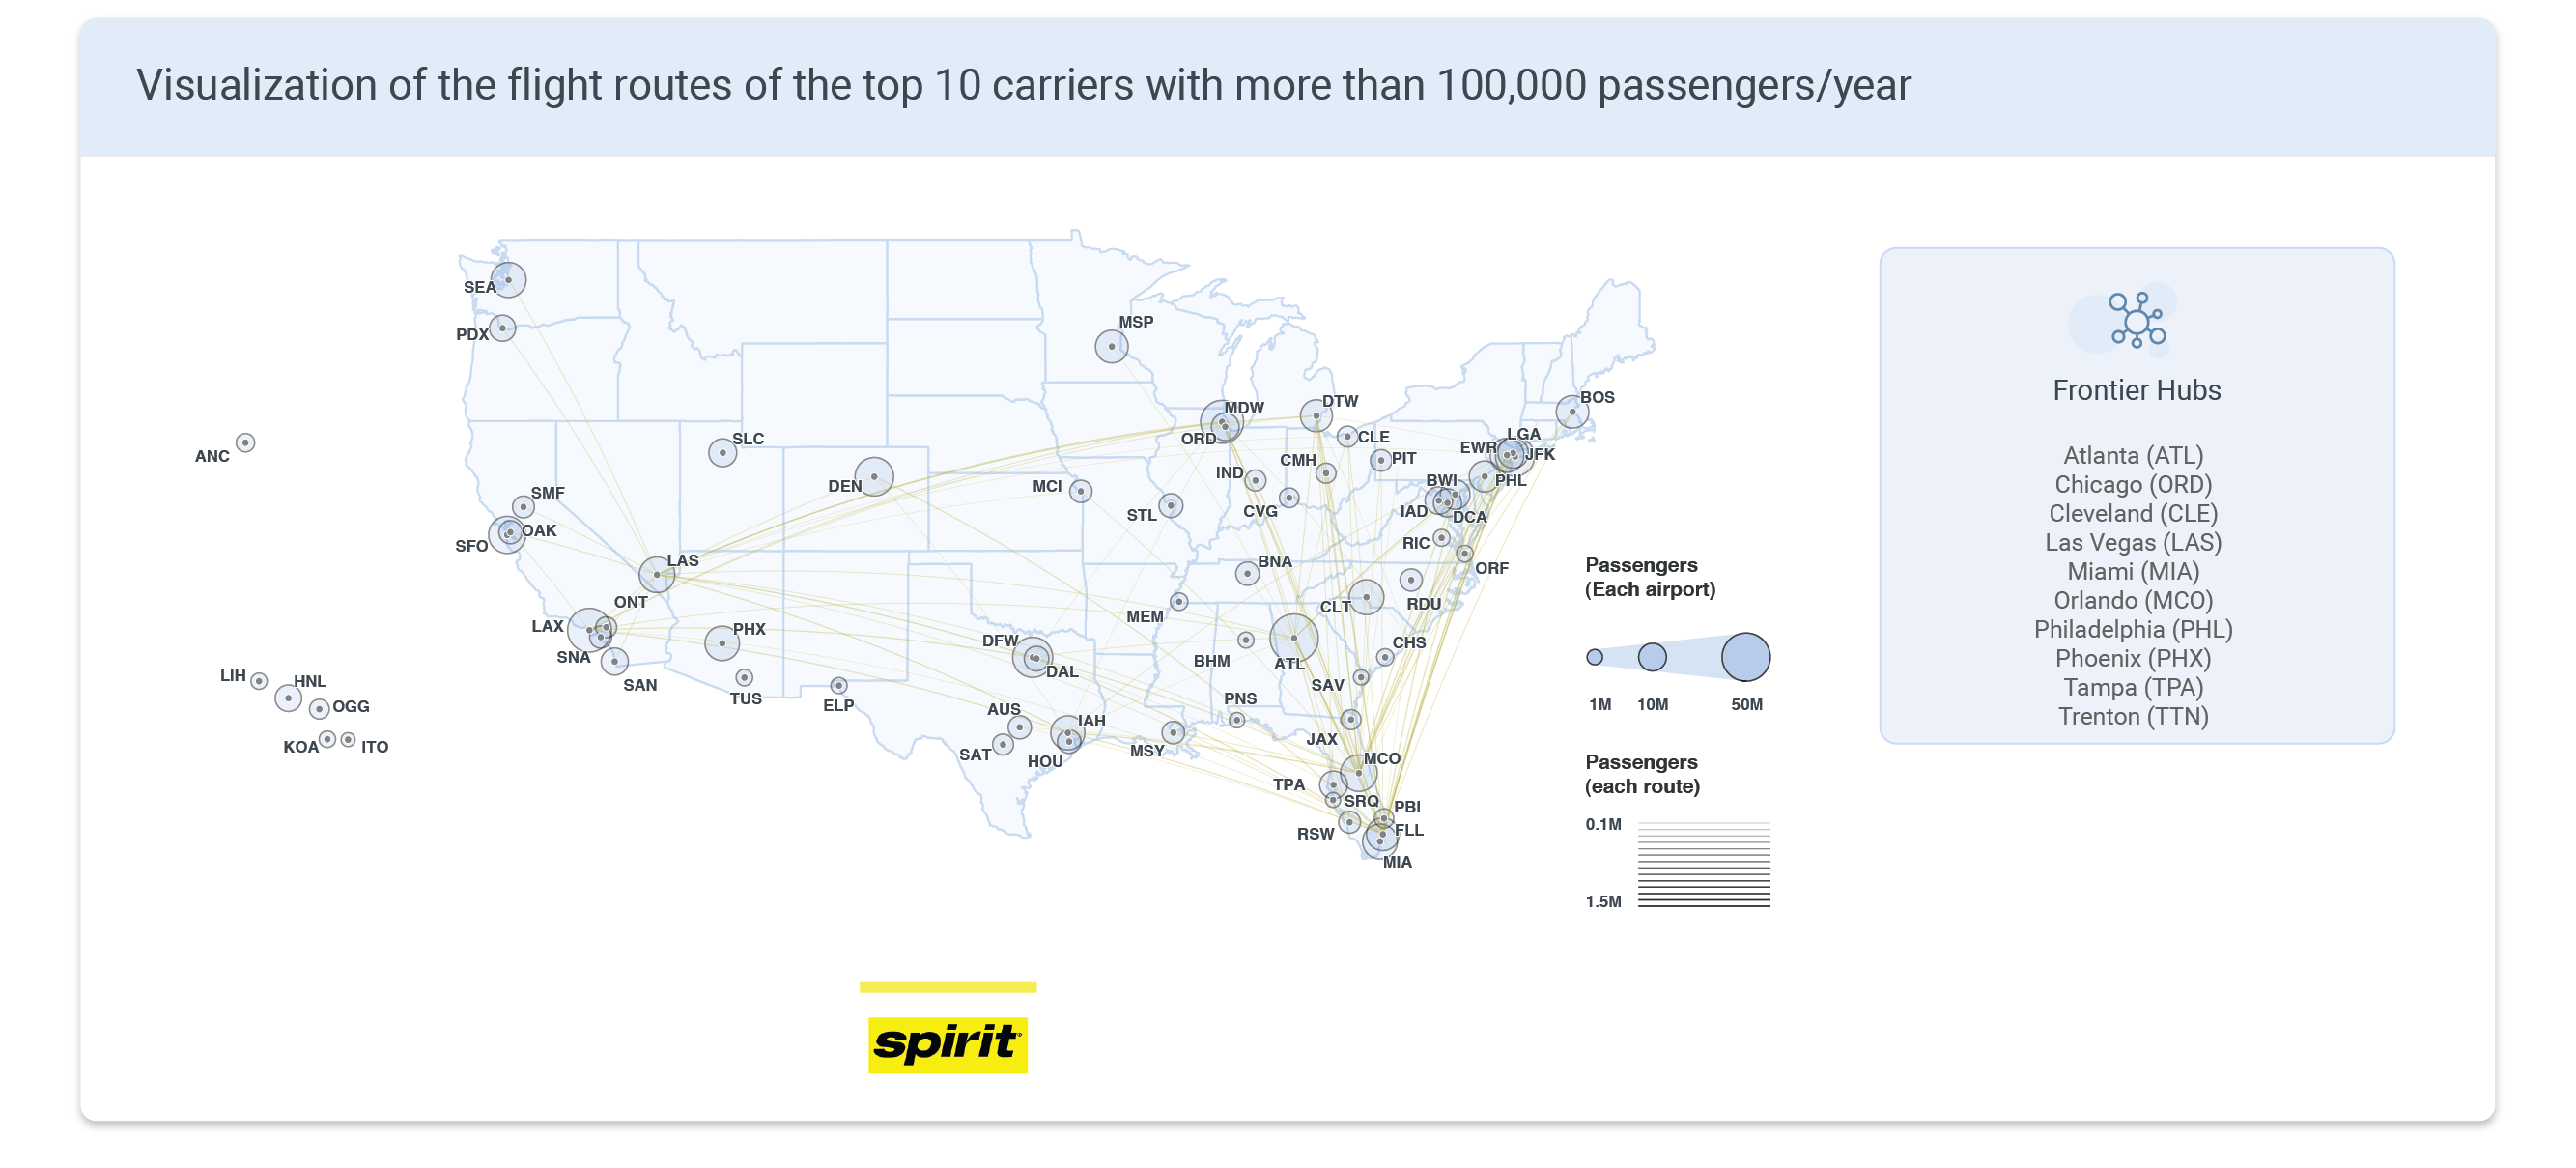 Visualization of the flight routes of the top 10 carriers with more than 100,000 passengers/year
SEA
PDX
MSP
MDW
DTW
BOS
ORD
CLE
LGA
EWR
JFK
SLC
ANC
IND
CMH
PIT
DEN
MCI
BWI
PHL
SMF
STL
CVG
IAD
DCA
OAK
SFO
RIC
LAS
BNA
ORF
ONT
MEM
CLT
RDU
LAX
PHX
DFW
CHS
SNA
DAL
BHM
ATL
SAN
TUS
ELP
SAV
PNS
LIH
HNL
OGG
AUS
IAH
KOA
ITO
SAT
HOU
MSY
JAX
MCO
TPA
SRQ
PBI
RSW
FLL
MIA
Passengers
(Each airport)
1M
10M
50M
Passengers
(each route)
0.1M
1.5M
Frontier Hubs
Atlanta (ATL)
Chicago (ORD)
Cleveland (CLE)
Las Vegas (LAS)
Miami (MIA)
Orlando (MCO)
Philadelphia (PHL)
Phoenix (PHX)
Tampa (TPA)
Trenton (TTN)
spirit